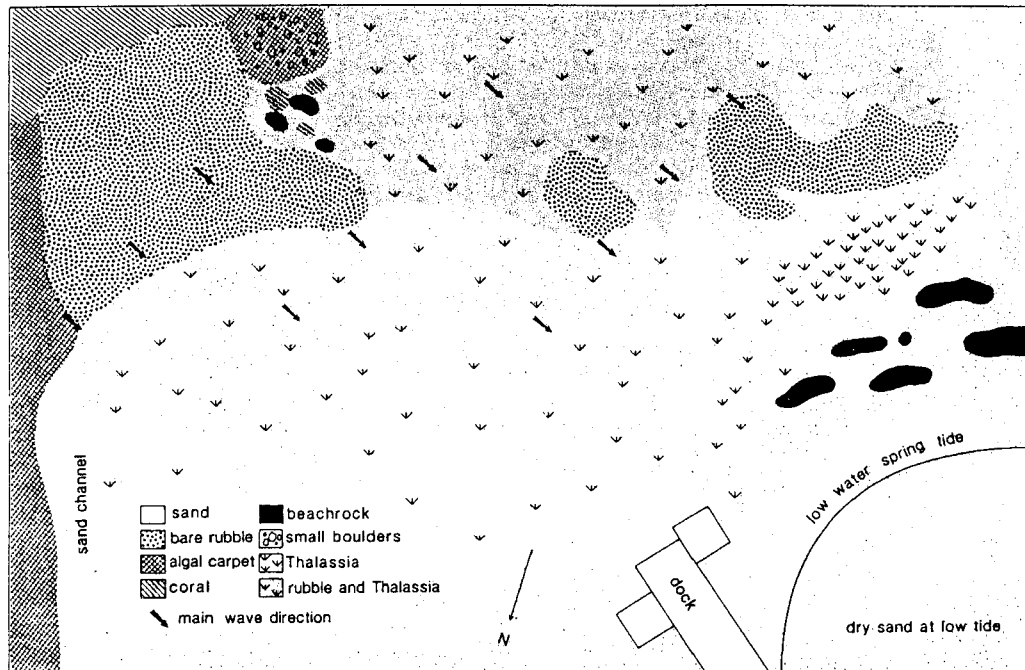 low water spring tide
sand channel
sand
bare rubble
algal carpet
coral
beachrock
small boulders
Thalassia
rubble and Thalassia
main wave direction
N
dock
dry sand at low tide